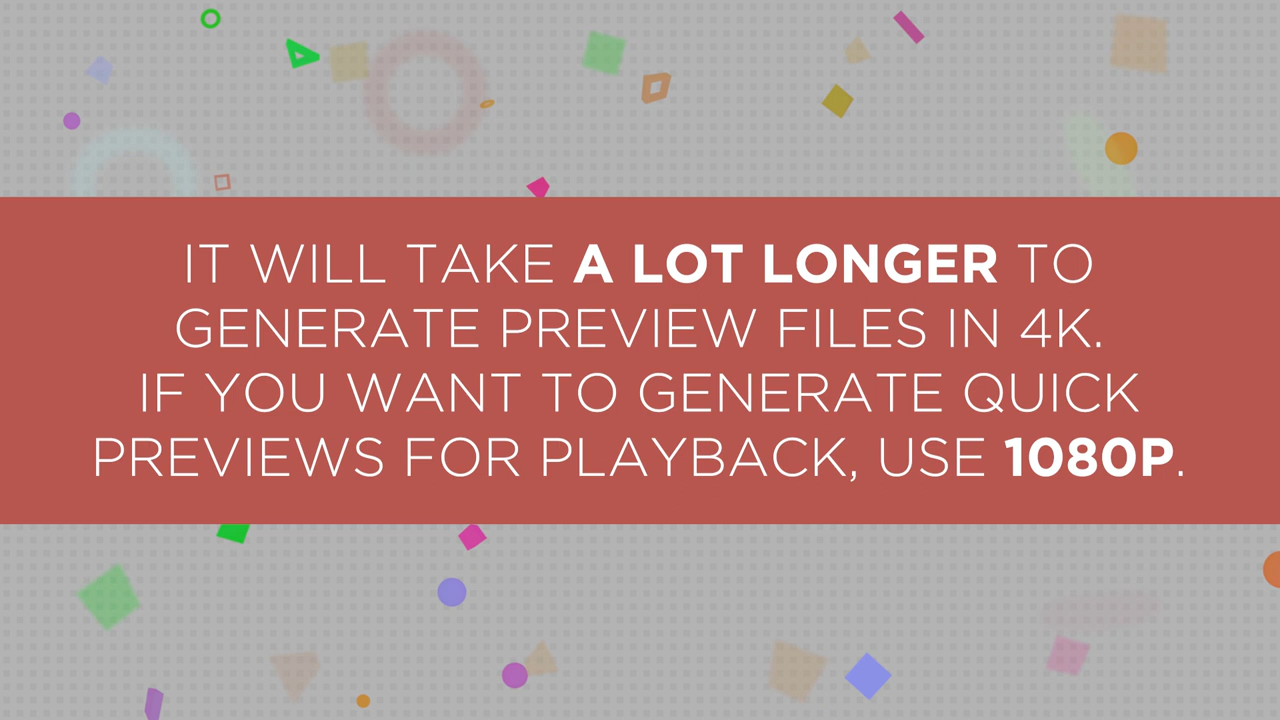 IT WILL TAKE A LOT LONGER TO
GENERATE PREVIEW FILES IN 4K.
IF YOU WANT TO GENERATE QUICK
PREVIEWS FOR PLAYBACK, USE 1080P.